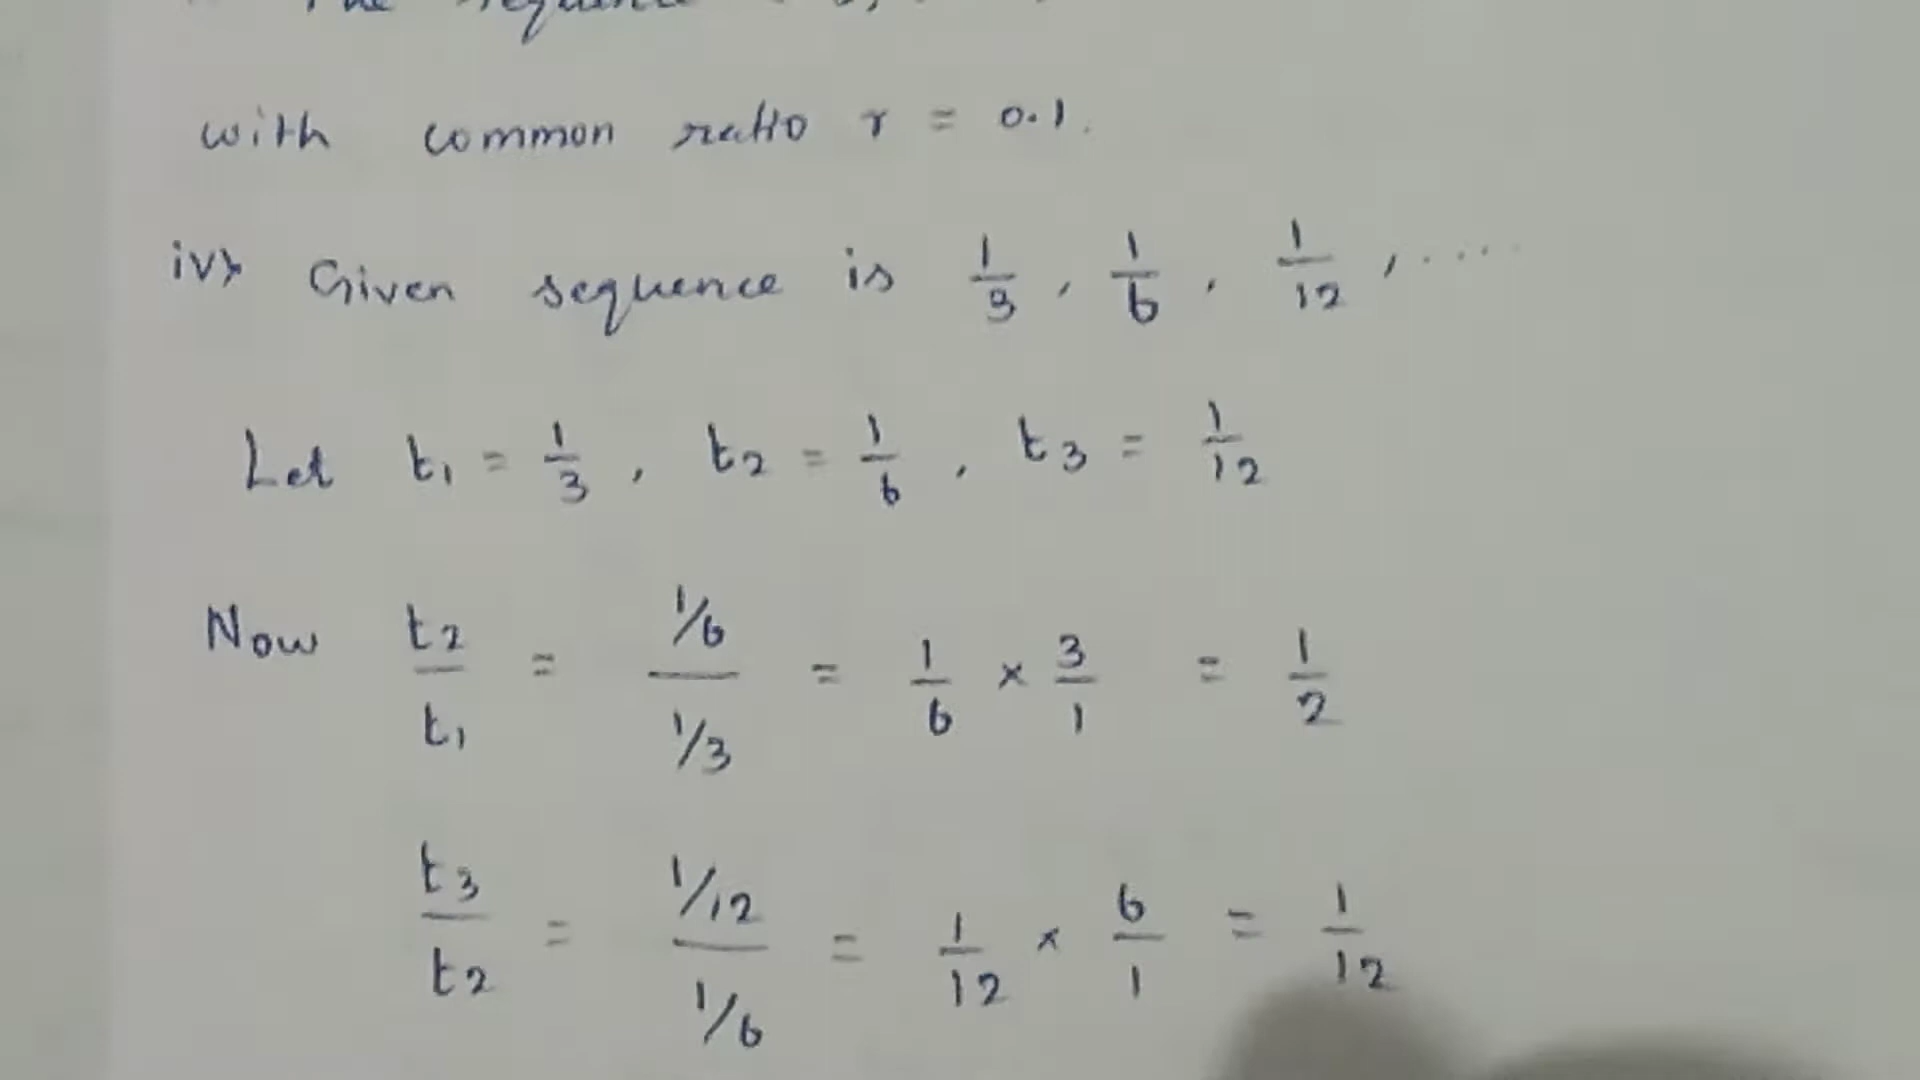 The sequence
with common ratio r = 0.1.
iv) Given sequence is 1/3, 1/6, 1/12, ....
Let t1 = 1/3, t2 = 1/6, t3 = 1/12
Now t2/t1 = (1/6)/(1/3) = 1/6 × 3/1 = 1/2
t3/t2 = (1/12)/(1/6) = 1/12 × 6/1 = 1/12